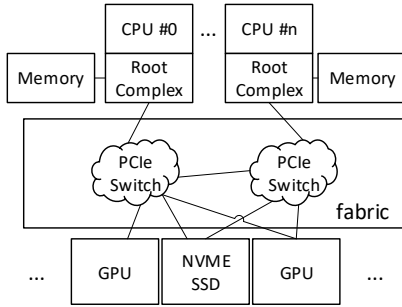 CPU #0 ... CPU #n
Memory Root Complex Root Complex Memory
PCIe Switch PCIe Switch
fabric
... GPU NVME SSD GPU ...